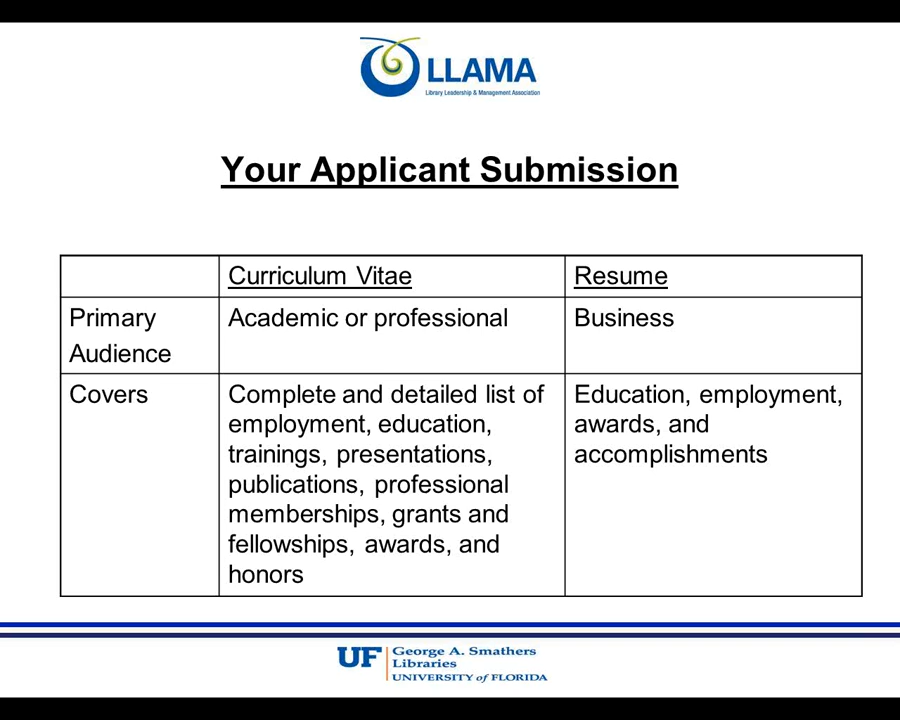 LLAMA
Library Leadership & Management Association
Your Applicant Submission
Curriculum Vitae
Resume
Primary
Audience
Academic or professional
Business
Covers
Complete and detailed list of
employment, education,
trainings, presentations,
publications, professional
memberships, grants and
fellowships, awards, and
honors
Education, employment,
awards, and
accomplishments
UF
George A. Smathers
Libraries
UNIVERSITY of FLORIDA